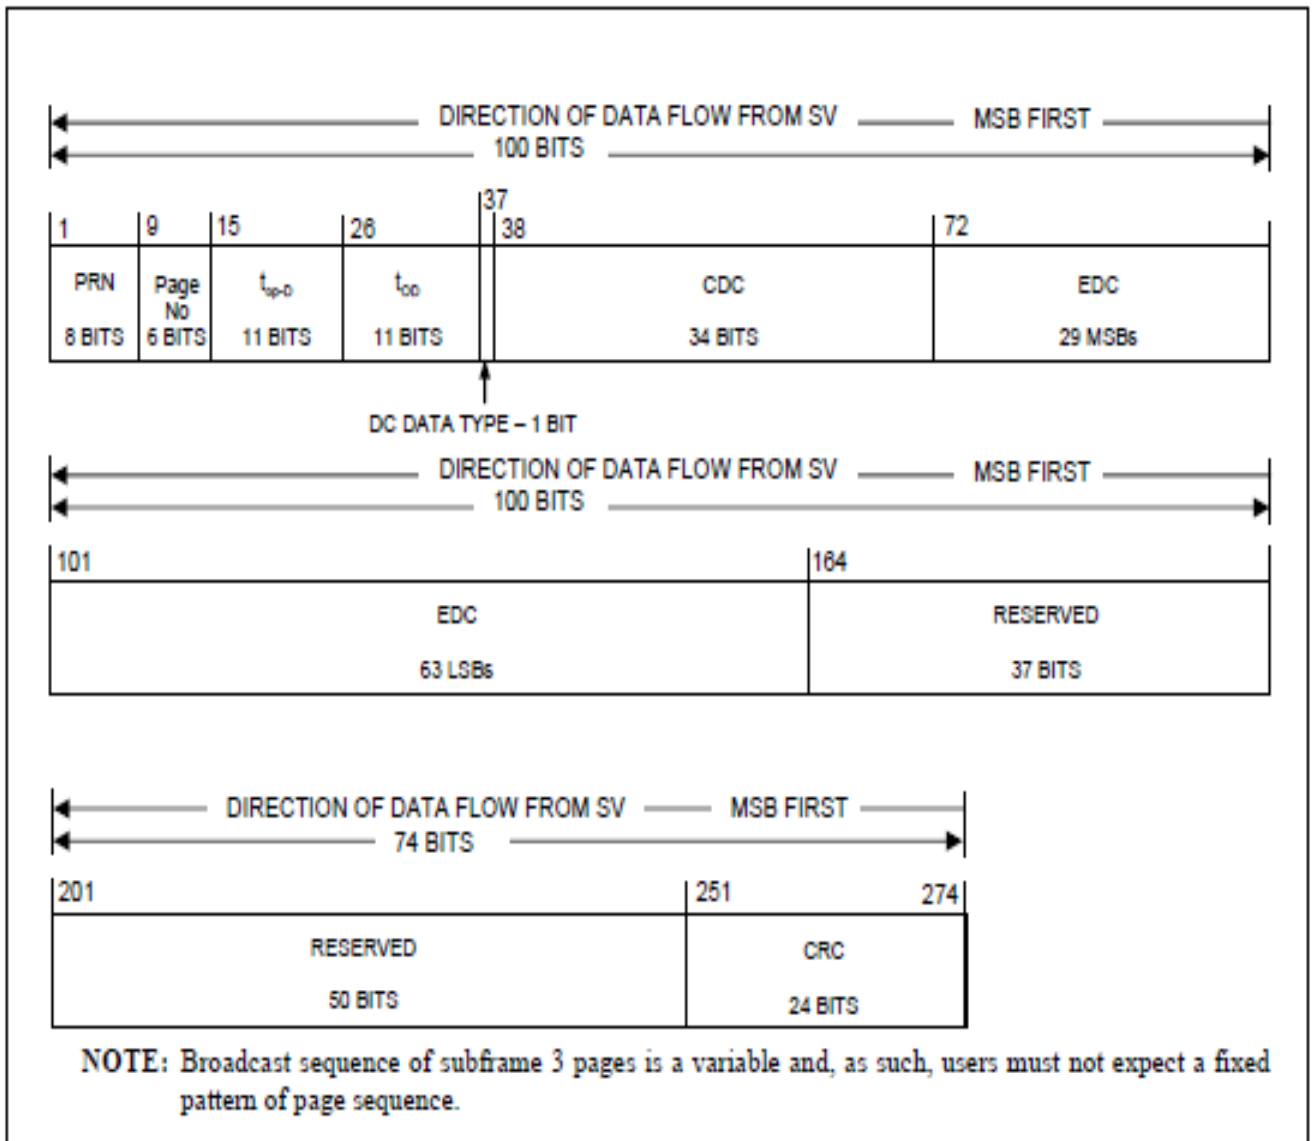 DIRECTION OF DATA FLOW FROM SV MSB FIRST
100 BITS
1 9 15 26 37 38 72
PRN Page No t_op-D t_OD CDC EDC
8 BITS 6 BITS 11 BITS 11 BITS 34 BITS 29 MSBs
DC DATA TYPE – 1 BIT
DIRECTION OF DATA FLOW FROM SV MSB FIRST
100 BITS
101 164
EDC RESERVED
63 LSBs 37 BITS
DIRECTION OF DATA FLOW FROM SV MSB FIRST
74 BITS
201 251 274
RESERVED CRC
50 BITS 24 BITS
NOTE: Broadcast sequence of subframe 3 pages is a variable and, as such, users must not expect a fixed
pattern of page sequence.